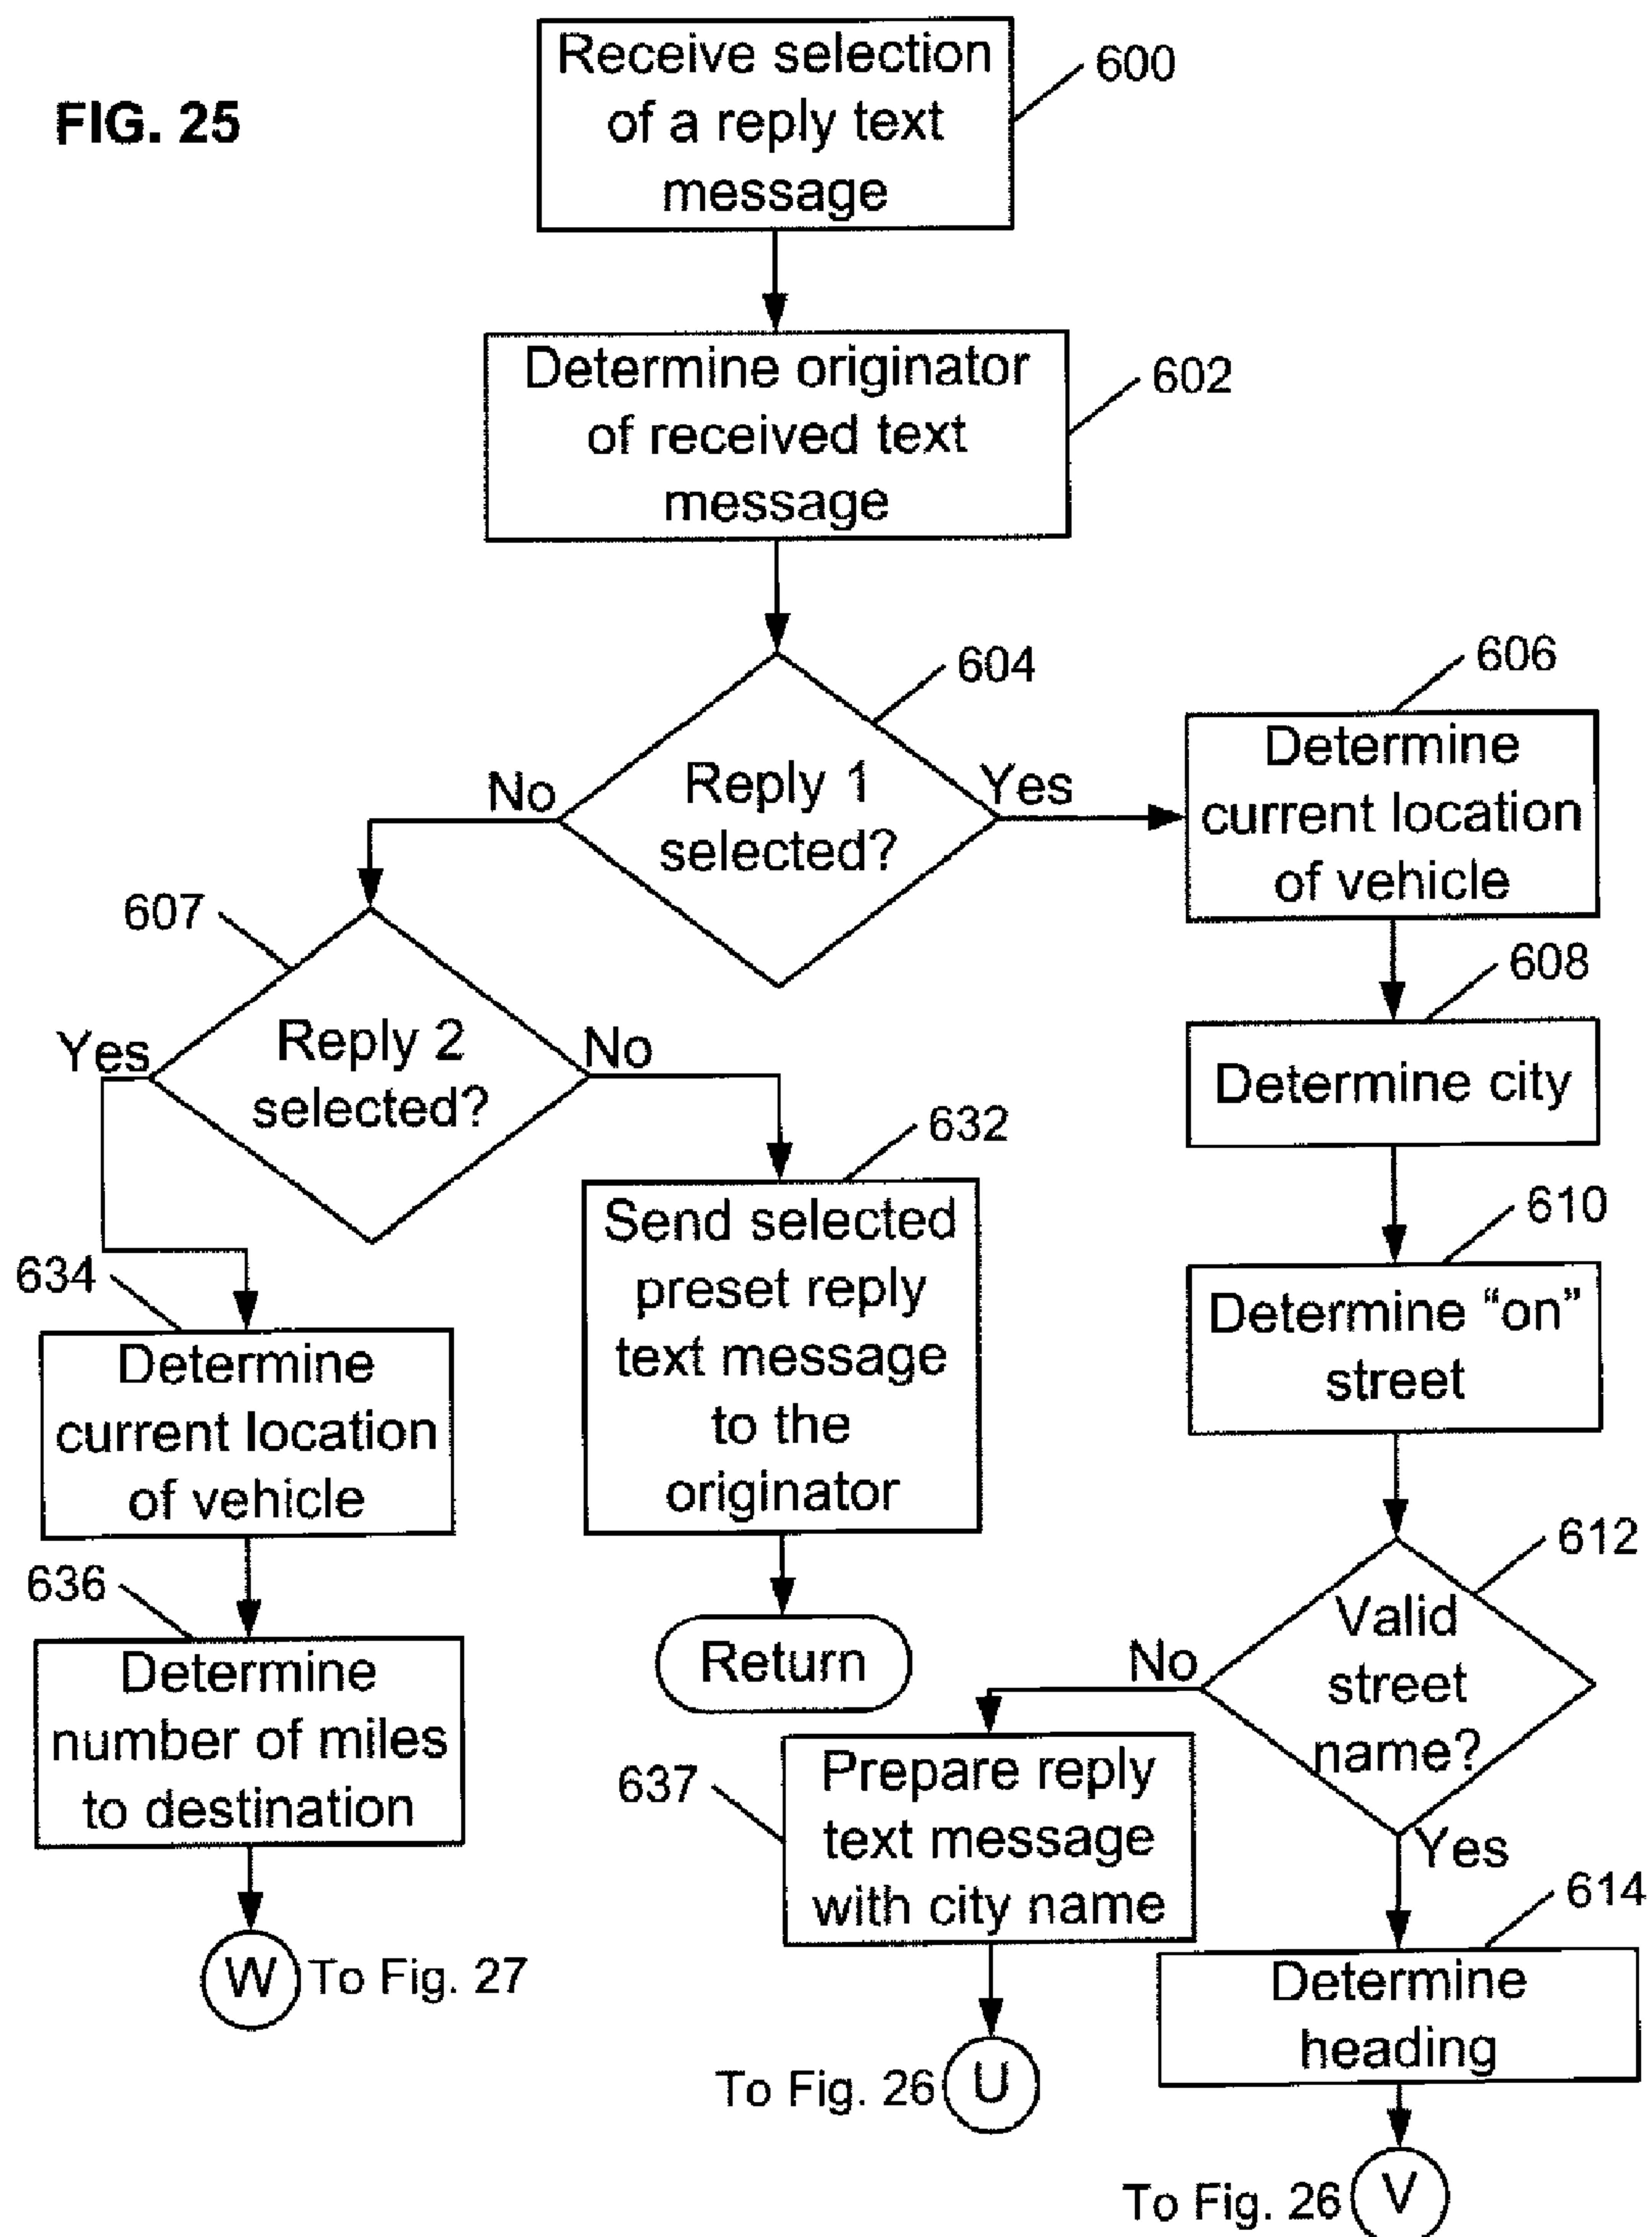 FIG. 25
Receive selection
of a reply text
message
600
Determine originator
of received text
message
602
604
Reply 1
selected?
No
Yes
606
Determine
current location
of vehicle
607
Reply 2
selected?
Yes
No
608
Determine city
610
Determine “on”
street
632
Send selected
preset reply
text message
to the
originator
Return
634
Determine
current location
of vehicle
636
Determine
number of miles
to destination
W
To Fig. 27
612
Valid
street
name?
No
Yes
637
Prepare reply
text message
with city name
To Fig. 26
U
614
Determine
heading
To Fig. 26
V